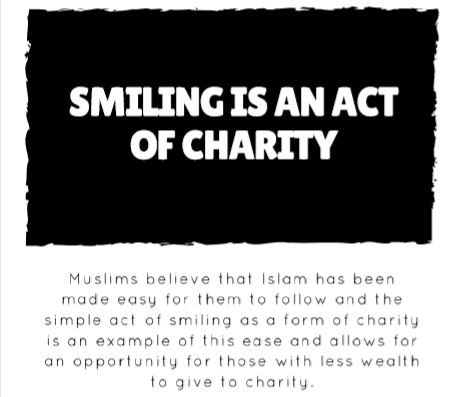 SMILING IS AN ACT
OF CHARITY
Muslims believe that Islam has been
made easy for them to follow and the
simple act of smiling as a form of charity
is an example of this ease and allows for
an opportunity for those with less wealth
to give to charity.